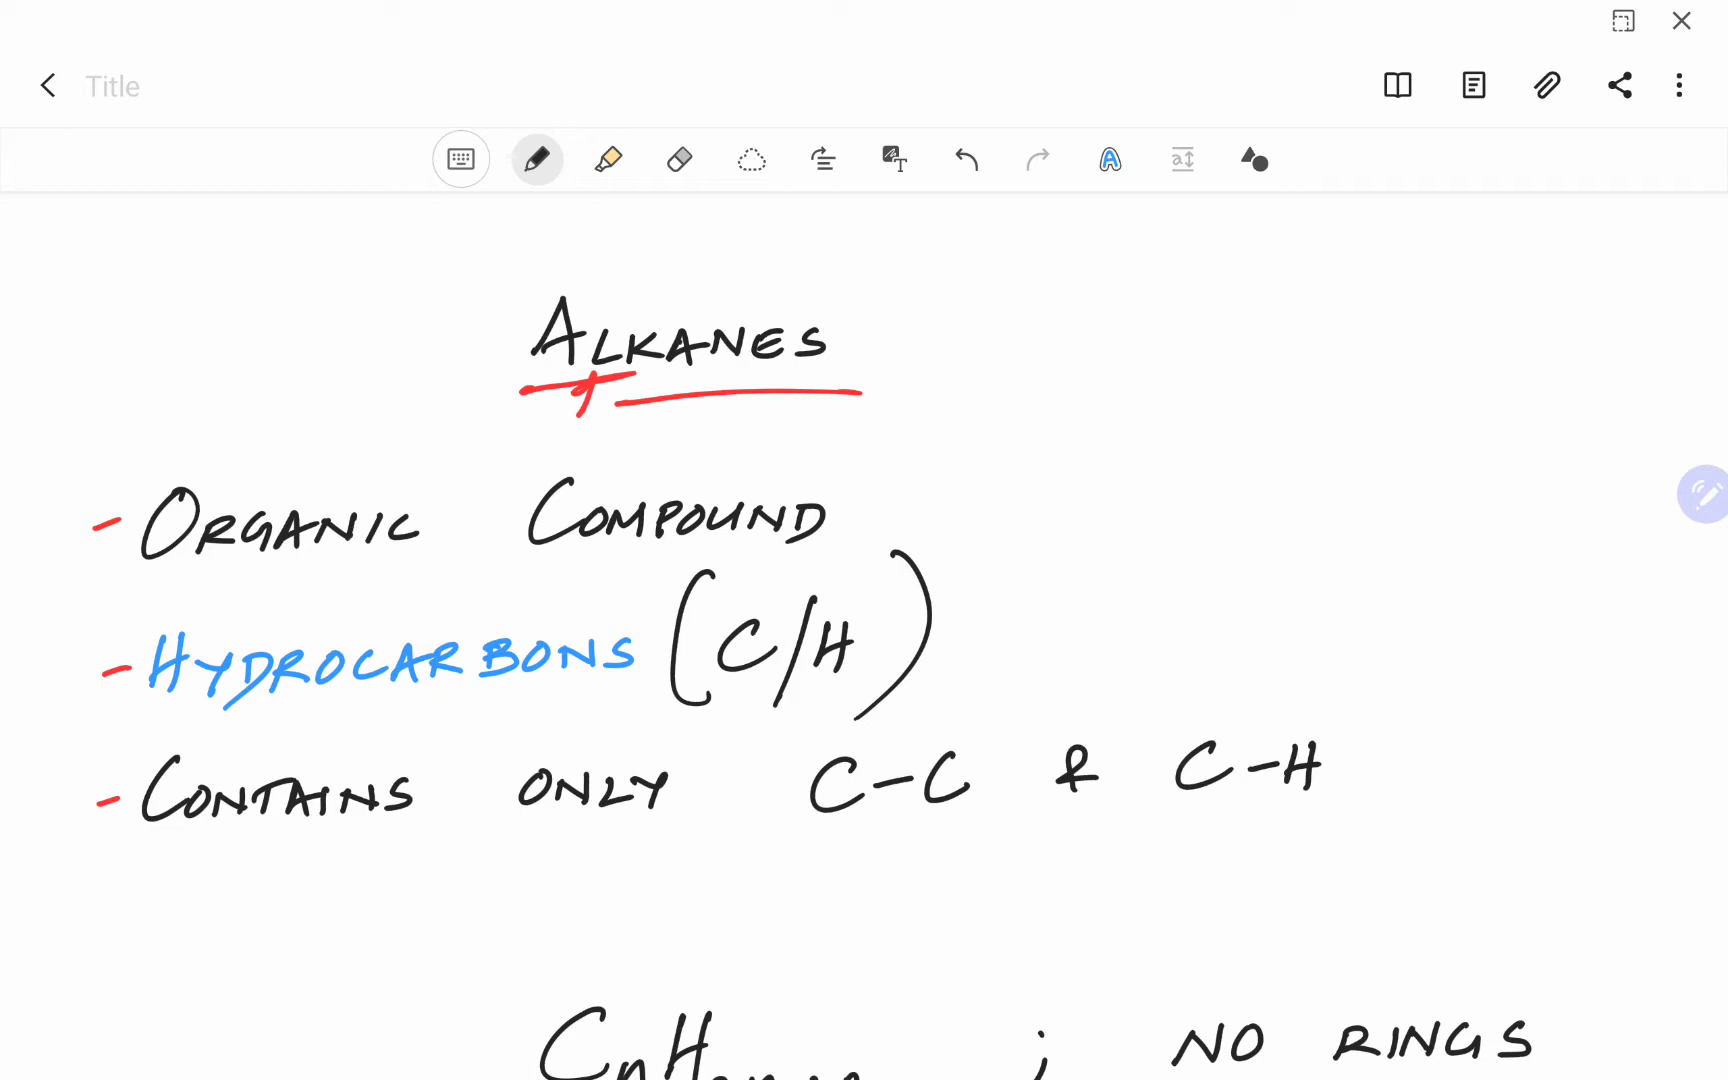 Title
ALKANES
- ORGANIC COMPOUND
- HYDROCARBONS (C/H)
- CONTAINS ONLY C-C & C-H
CnH ; NO RINGS